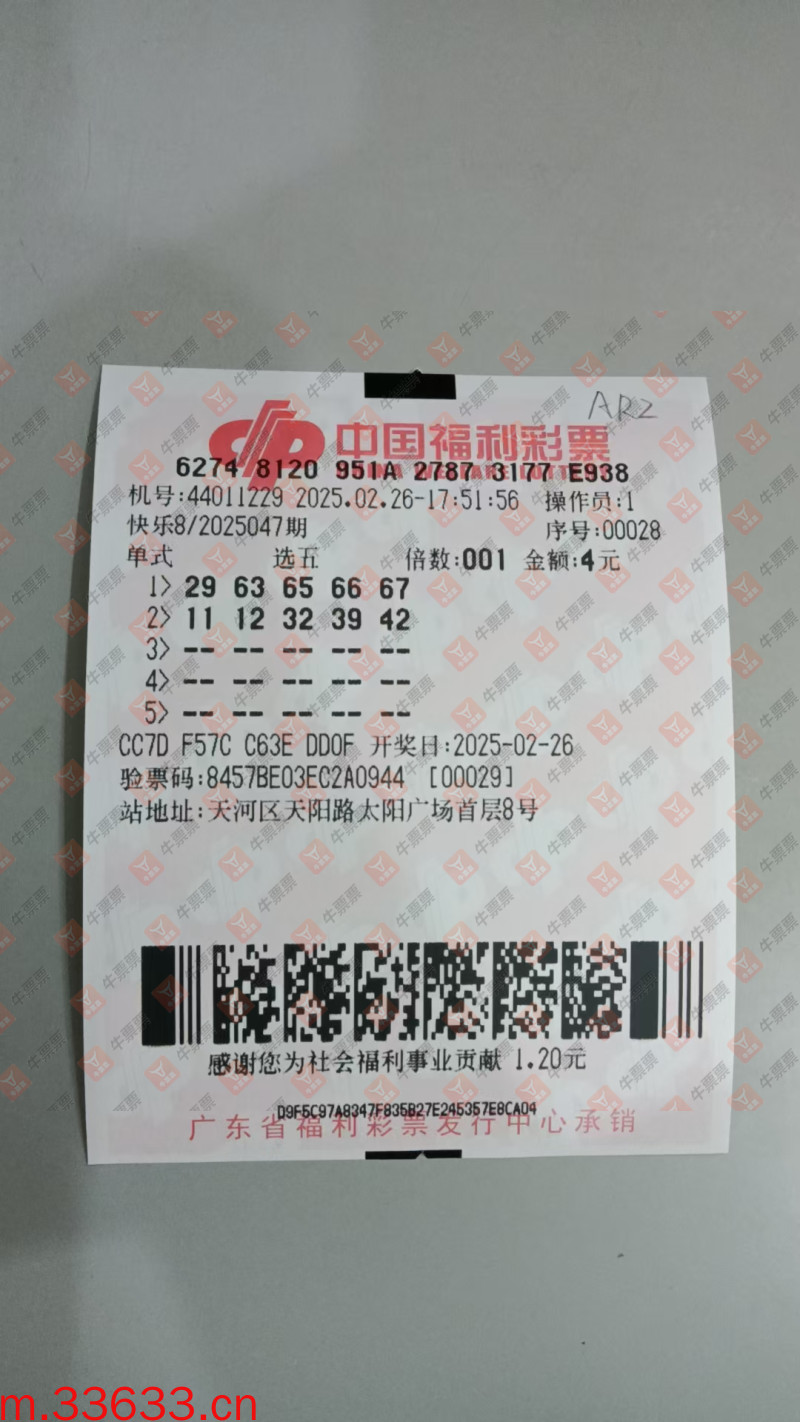 AR2
中国福利彩票
6274 8120 951A 2787 3177 E938
机号:44011229 2025.02.26-17:51:56 操作员:1
快乐8/2025047期 序号:00028
单式 选五 倍数:001 金额:4元
1> 29 63 65 66 67
2> 11 12 32 39 42
3> -- -- -- -- --
4> -- -- -- -- --
5> -- -- -- -- --
CC7D F57C C63E DD0F 开奖日:2025-02-26
验票码:8457BE03EC2A0944 [00029]
站地址:天河区天阳路太阳广场首层8号
感谢您为社会福利事业贡献 1.20元
D9F5C97A8347F835B27E245357E8CA04
广东省福利彩票发行中心承销
牛票票
m.33633.cn